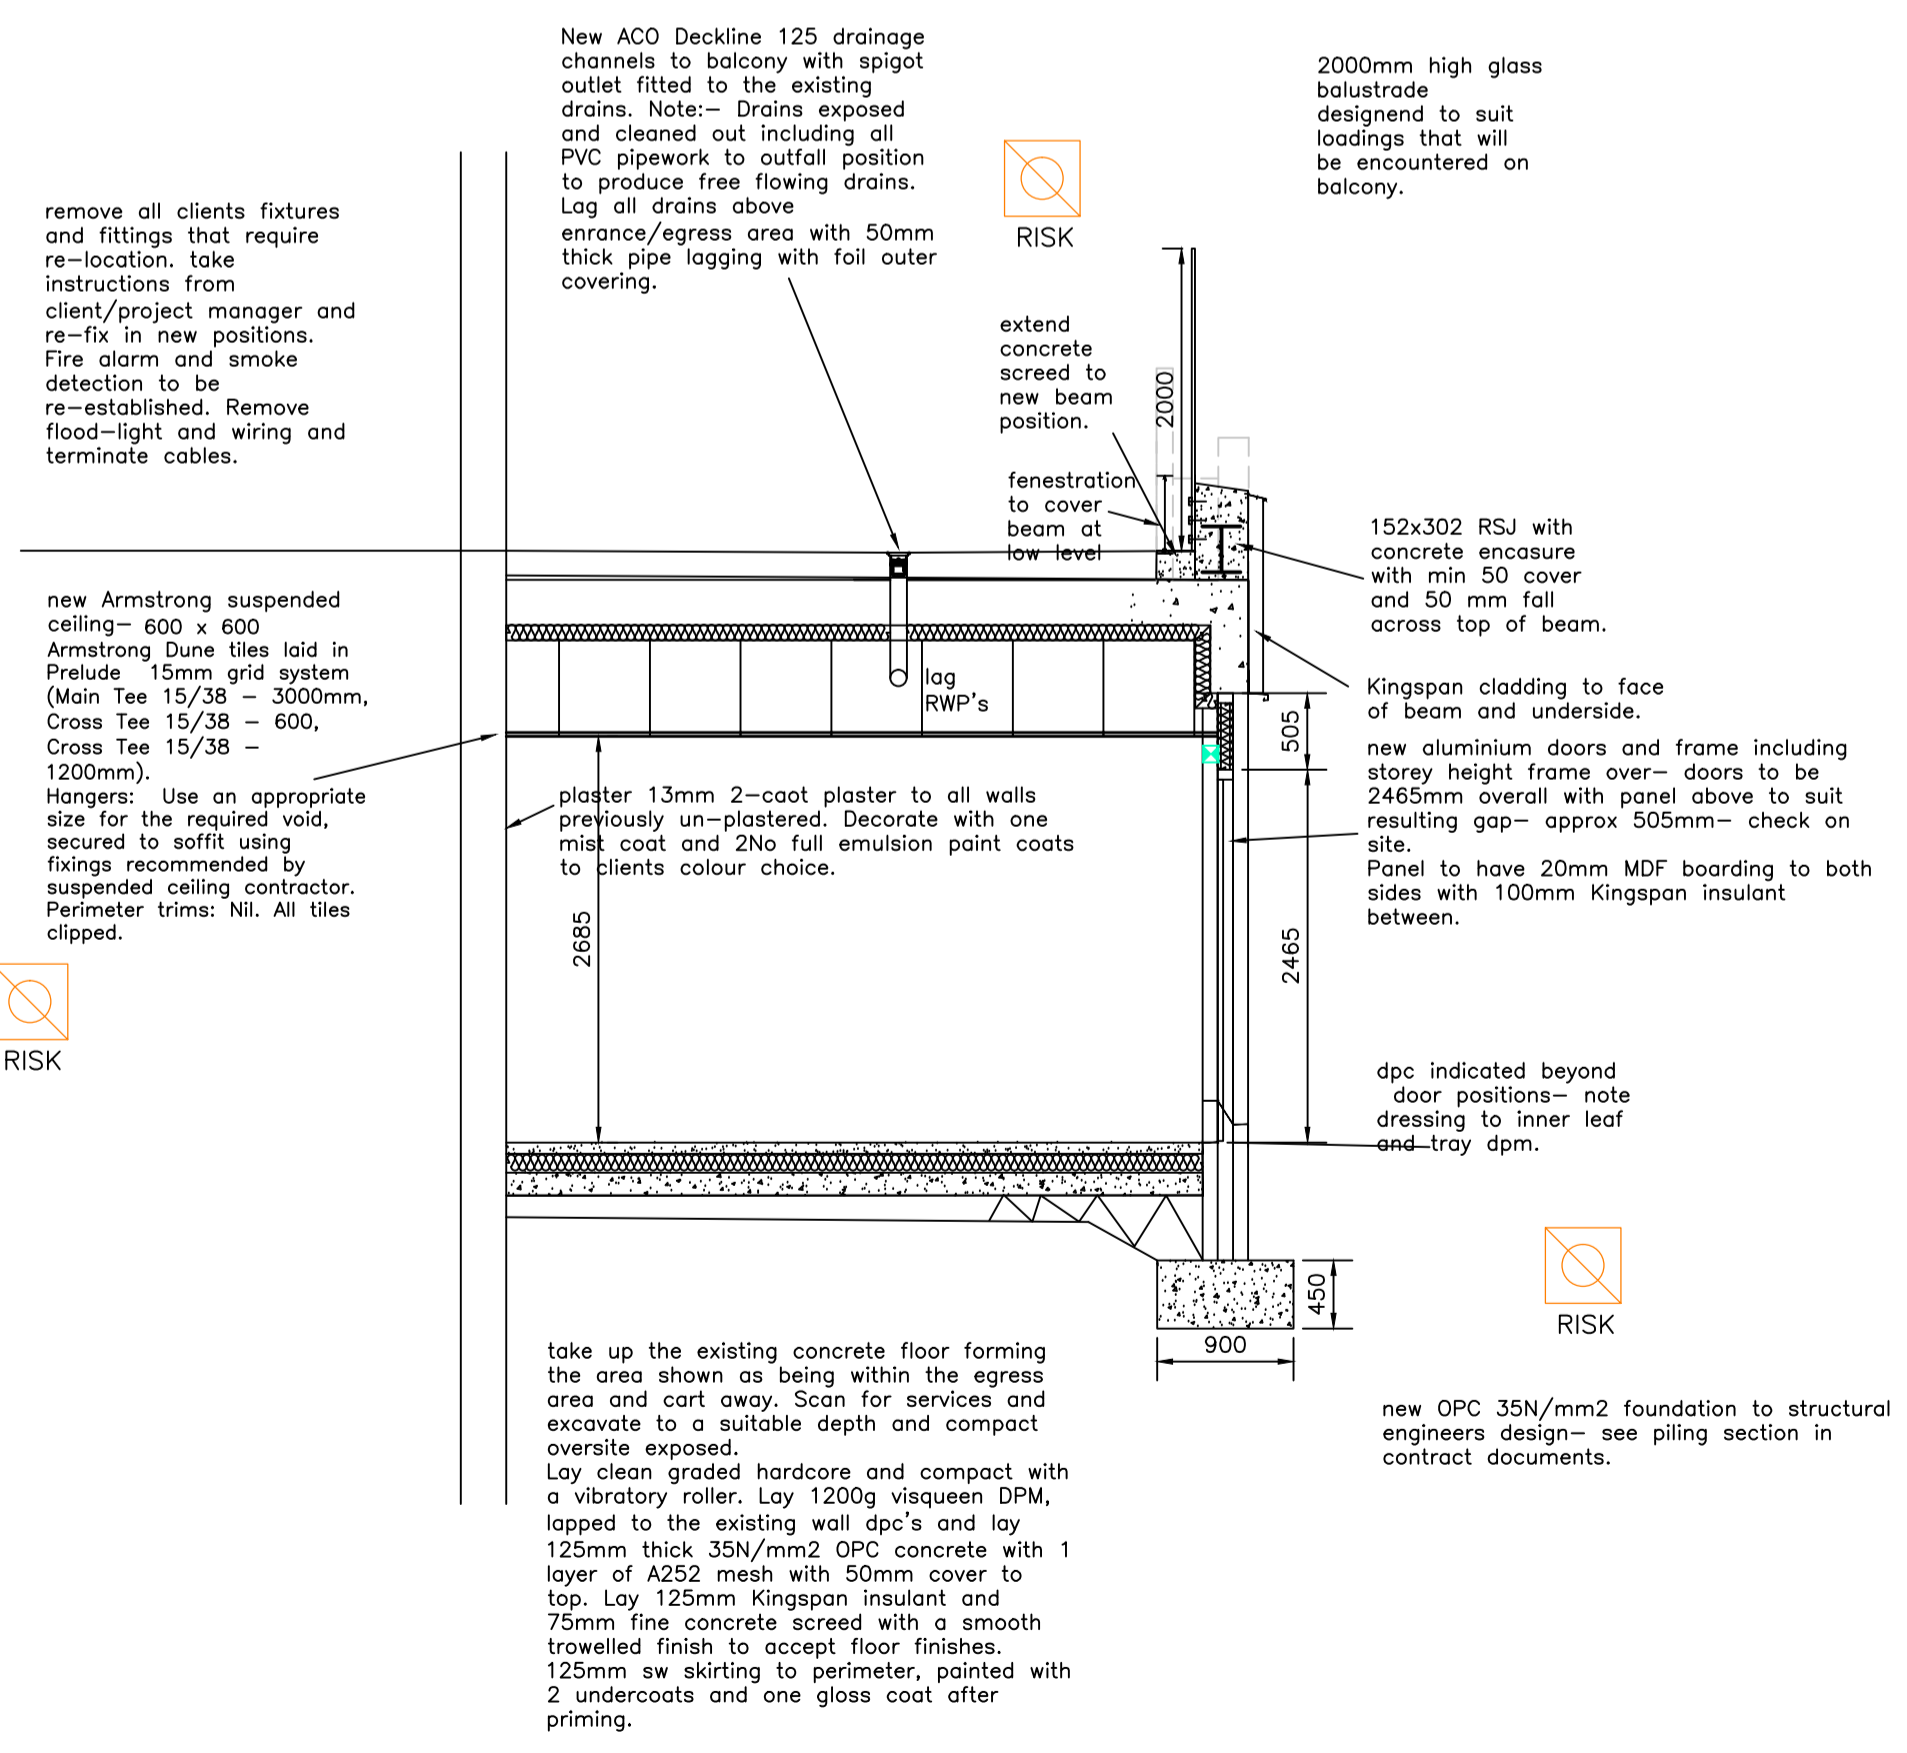 New ACO Deckline 125 drainage
channels to balcony with spigot
outlet fitted to the existing
drains. Note:– Drains exposed
and cleaned out including all
PVC pipework to outfall position
to produce free flowing drains.
Lag all drains above
enrance/egress area with 50mm
thick pipe lagging with foil outer
covering.
2000mm high glass
balustrade
designend to suit
loadings that will
be encountered on
balcony.
RISK
remove all clients fixtures
and fittings that require
re–location. take
instructions from
client/project manager and
re–fix in new positions.
Fire alarm and smoke
detection to be
re–established. Remove
flood–light and wiring and
terminate cables.
extend
concrete
screed to
new beam
position.
2000
fenestration
to cover
beam at
low level
152x302 RSJ with
concrete encasure
with min 50 cover
and 50 mm fall
across top of beam.
new Armstrong suspended
ceiling– 600 x 600
Armstrong Dune tiles laid in
Prelude 15mm grid system
(Main Tee 15/38 – 3000mm,
Cross Tee 15/38 – 600,
Cross Tee 15/38 –
1200mm).
Hangers: Use an appropriate
size for the required void,
secured to soffit using
fixings recommended by
suspended ceiling contractor.
Perimeter trims: Nil. All tiles
clipped.
RISK
lag
RWP's
Kingspan cladding to face
of beam and underside.
505
new aluminium doors and frame including
storey height frame over– doors to be
2465mm overall with panel above to suit
resulting gap– approx 505mm– check on
site.
Panel to have 20mm MDF boarding to both
sides with 100mm Kingspan insulant
between.
plaster 13mm 2–caot plaster to all walls
previously un–plastered. Decorate with one
mist coat and 2No full emulsion paint coats
to clients colour choice.
2685
2465
dpc indicated beyond
door positions– note
dressing to inner leaf
and tray dpm.
RISK
450
900
new OPC 35N/mm2 foundation to structural
engineers design– see piling section in
contract documents.
take up the existing concrete floor forming
the area shown as being within the egress
area and cart away. Scan for services and
excavate to a suitable depth and compact
oversite exposed.
Lay clean graded hardcore and compact with
a vibratory roller. Lay 1200g visqueen DPM,
lapped to the existing wall dpc's and lay
125mm thick 35N/mm2 OPC concrete with 1
layer of A252 mesh with 50mm cover to
top. Lay 125mm Kingspan insulant and
75mm fine concrete screed with a smooth
trowelled finish to accept floor finishes.
125mm sw skirting to perimeter, painted with
2 undercoats and one gloss coat after
priming.